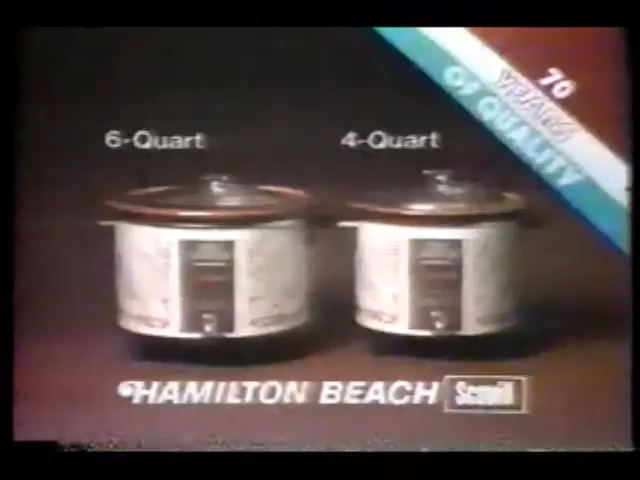 70
YEARS
OF QUALITY
6-Quart 4-Quart
HAMILTON BEACH Scovill